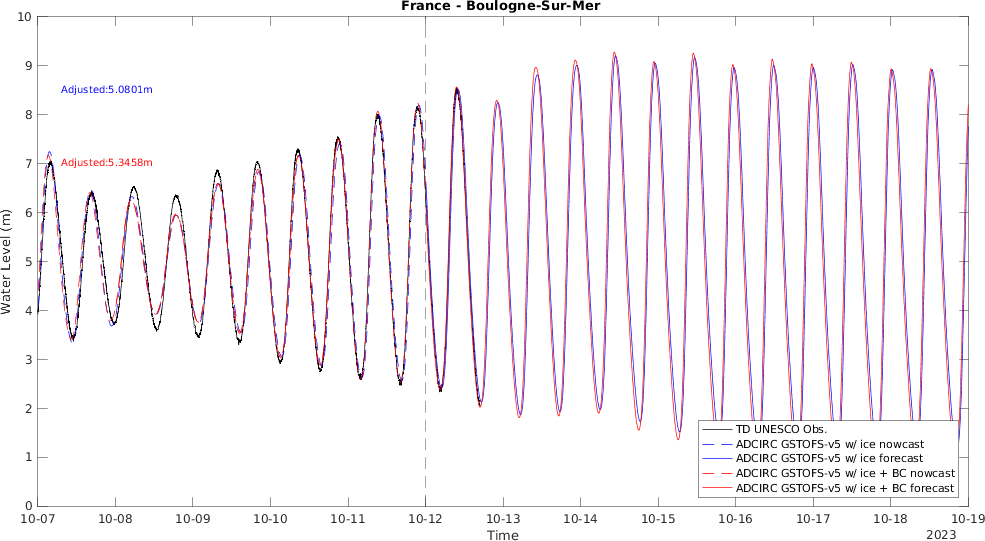 France - Boulogne-Sur-Mer
10
9
8
7
6
5
4
3
2
1
0
Water Level (m)
Adjusted:5.0801m
Adjusted:5.3458m
TD UNESCO Obs.
ADCIRC GSTOFS-v5 w/ ice nowcast
ADCIRC GSTOFS-v5 w/ ice forecast
ADCIRC GSTOFS-v5 w/ ice + BC nowcast
ADCIRC GSTOFS-v5 w/ ice + BC forecast
10-07 10-08 10-09 10-10 10-11 10-12 10-13 10-14 10-15 10-16 10-17 10-18 10-19
Time
2023